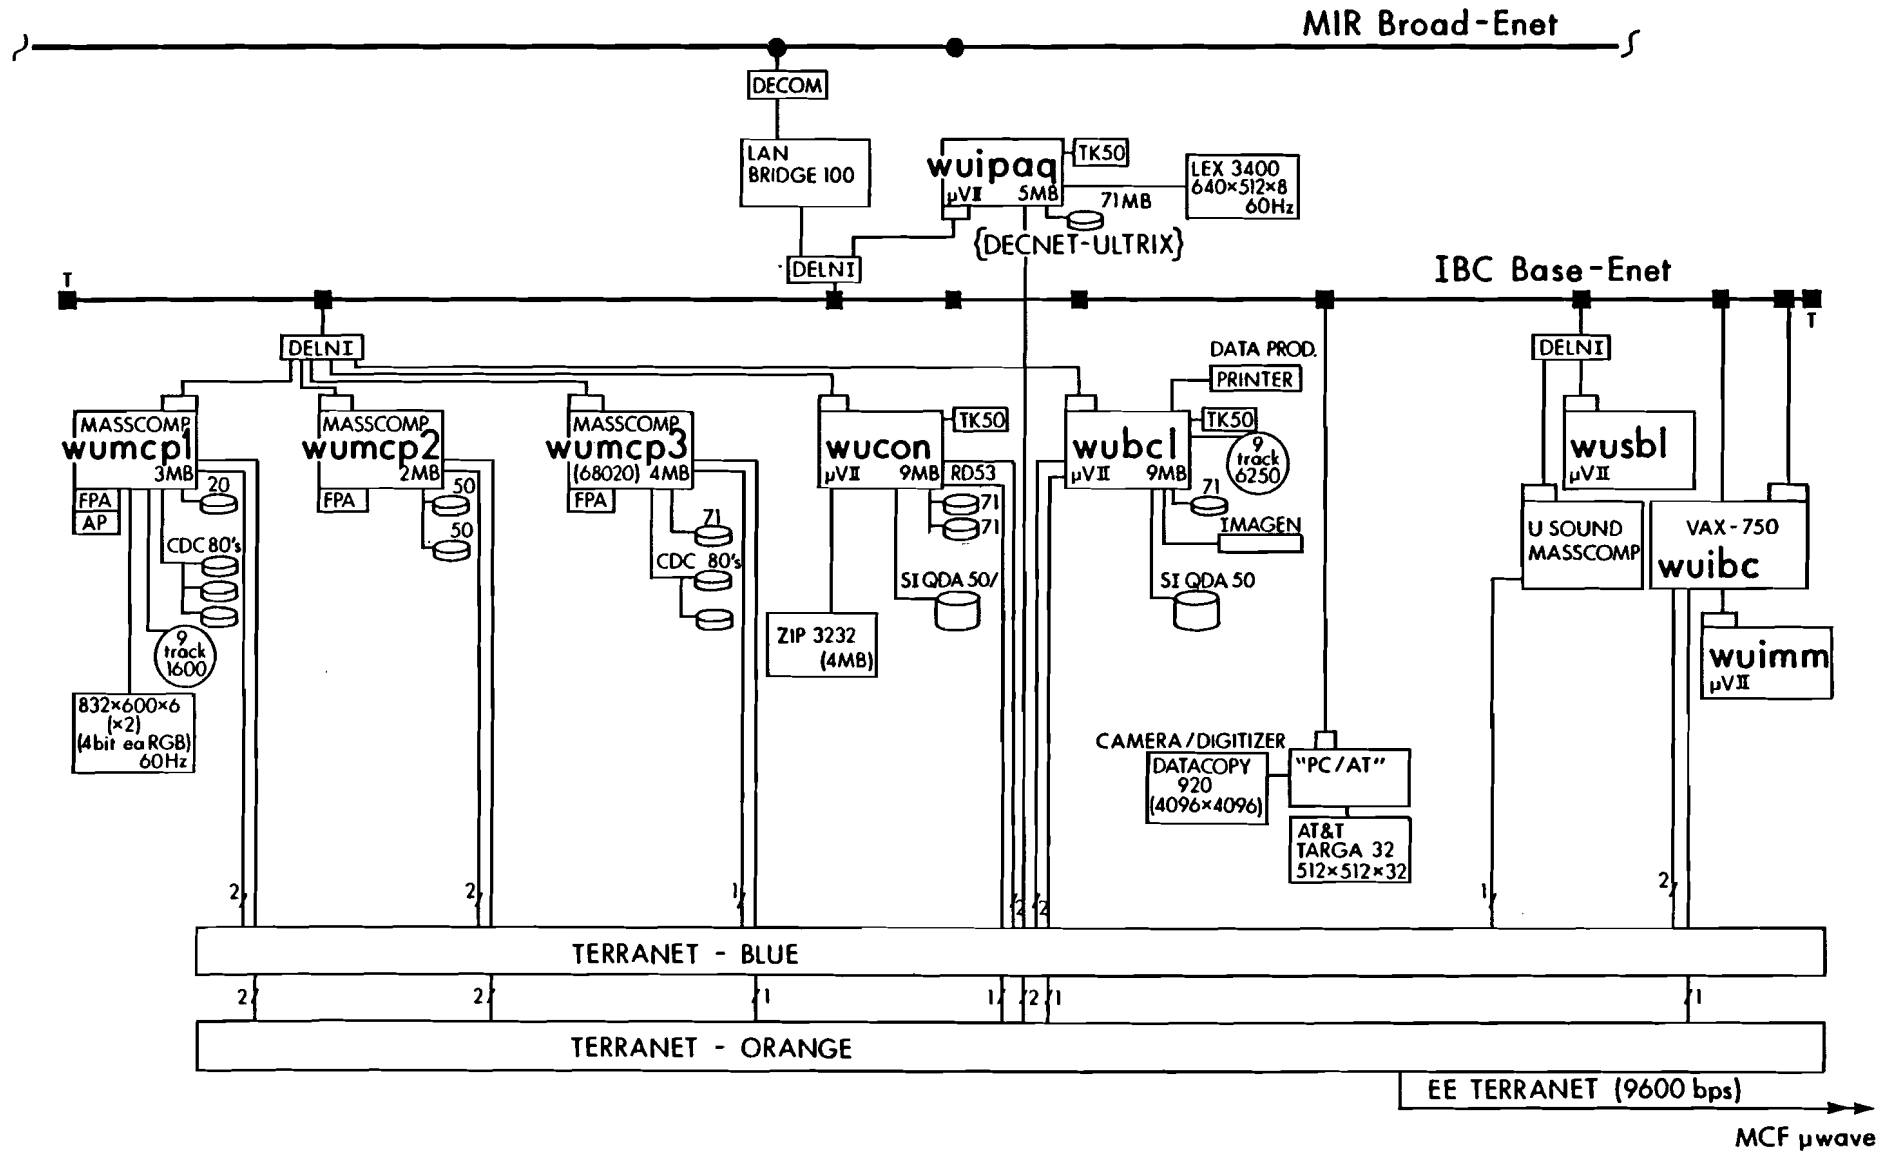 MIR Broad-Enet
DECOM
LAN
BRIDGE 100
wuipaq
µVII 5MB
TK50
71MB
LEX 3400
640×512×8
60Hz
{DECNET-ULTRIX}
DELNI
IBC Base-Enet
T
T
DELNI
DELNI
DATA PROD.
PRINTER
MASSCOMP
wumcp1
3MB
FPA
AP
20
CDC 80's
9
track
1600
832×600×6
(×2)
(4bit ea RGB)
60Hz
MASSCOMP
wumcp2
2MB
FPA
50
50
MASSCOMP
wumcp3
(68020) 4MB
FPA
71
CDC 80's
wucon
µVII 9MB
TK50
RD53
71
71
SI QDA 50/
ZIP 3232
(4MB)
wubcl
µVII 9MB
TK50
9
track
6250
71
IMAGEN
SI QDA 50
wusbl
µVII
U SOUND
MASSCOMP
VAX-750
wuibc
wuimm
µVII
CAMERA/DIGITIZER
DATACOPY
920
(4096×4096)
"PC/AT"
AT&T
TARGA 32
512×512×32
2 2 1 2 2 1 2
TERRANET - BLUE
2 2 1 1 2 1 1
TERRANET - ORANGE
EE TERRANET (9600 bps)
MCF µwave